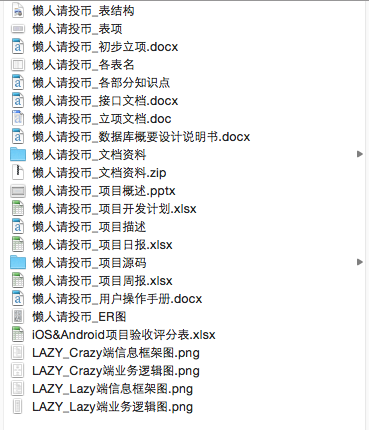 懒人请投币_表结构
懒人请投币_表项
懒人请投币_初步立项.docx
懒人请投币_各表名
懒人请投币_各部分知识点
懒人请投币_接口文档.docx
懒人请投币_立项文档.doc
懒人请投币_数据库概要设计说明书.docx
懒人请投币_文档资料
懒人请投币_文档资料.zip
懒人请投币_项目概述.pptx
懒人请投币_项目开发计划.xlsx
懒人请投币_项目描述
懒人请投币_项目日报.xlsx
懒人请投币_项目源码
懒人请投币_项目周报.xlsx
懒人请投币_用户操作手册.docx
懒人请投币_ER图
iOS&Android项目验收评分表.xlsx
LAZY_Crazy端信息框架图.png
LAZY_Crazy端业务逻辑图.png
LAZY_Lazy端信息框架图.png
LAZY_Lazy端业务逻辑图.png